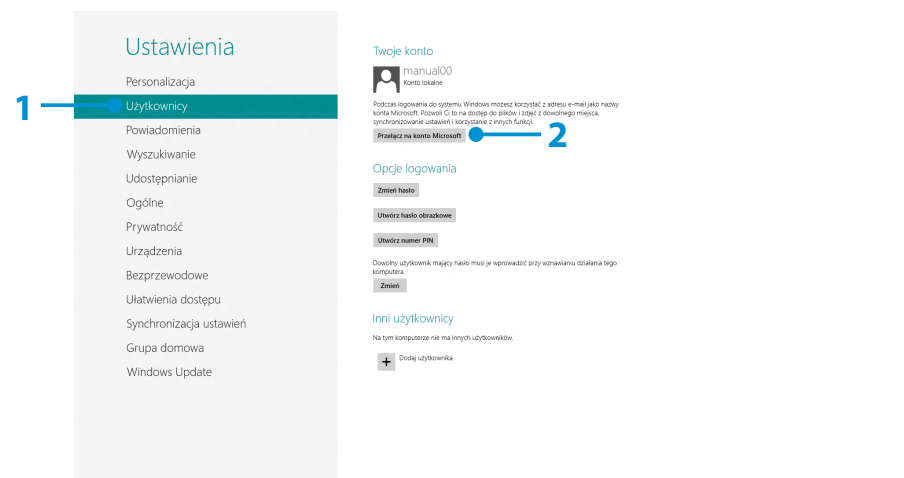 Ustawienia
Personalizacja
1
Użytkownicy
Powiadomienia
Wyszukiwanie
Udostępnianie
Ogólne
Prywatność
Urządzenia
Bezprzewodowe
Ułatwienia dostępu
Synchronizacja ustawień
Grupa domowa
Windows Update
Twoje konto
manual00
Konto lokalne
Podczas logowania do systemu Windows możesz korzystać z adresu e-mail jako nazwy
konta Microsoft. Pozwoli Ci to na dostęp do plików i zdjęć z dowolnego miejsca,
synchronizowanie ustawień i korzystanie z innych funkcji.
Przełącz na konto Microsoft
2
Opcje logowania
Zmień hasło
Utwórz hasło obrazkowe
Utwórz numer PIN
Dowolny użytkownik mający hasło musi je wprowadzić przy wznawianiu działania tego
komputera.
Zmień
Inni użytkownicy
Na tym komputerze nie ma innych użytkowników.
+ Dodaj użytkownika